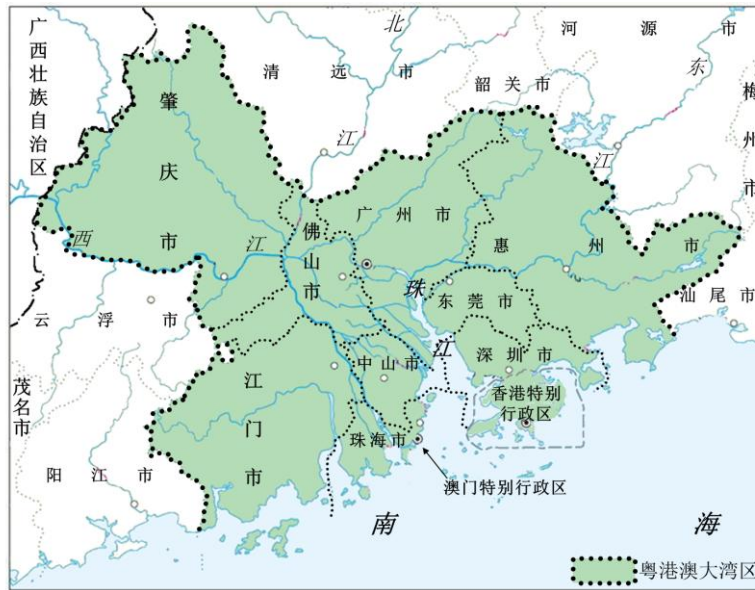 广西壮族自治区
清远市
北江
河源市
东江
韶关市
梅州市
肇庆市
西江
佛山市
广州市
惠州市
珠江
东莞市
汕尾市
云浮市
深圳市
中山市
香港特别
行政区
茂名市
江门市
珠海市
澳门特别行政区
阳江市
南海
粤港澳大湾区